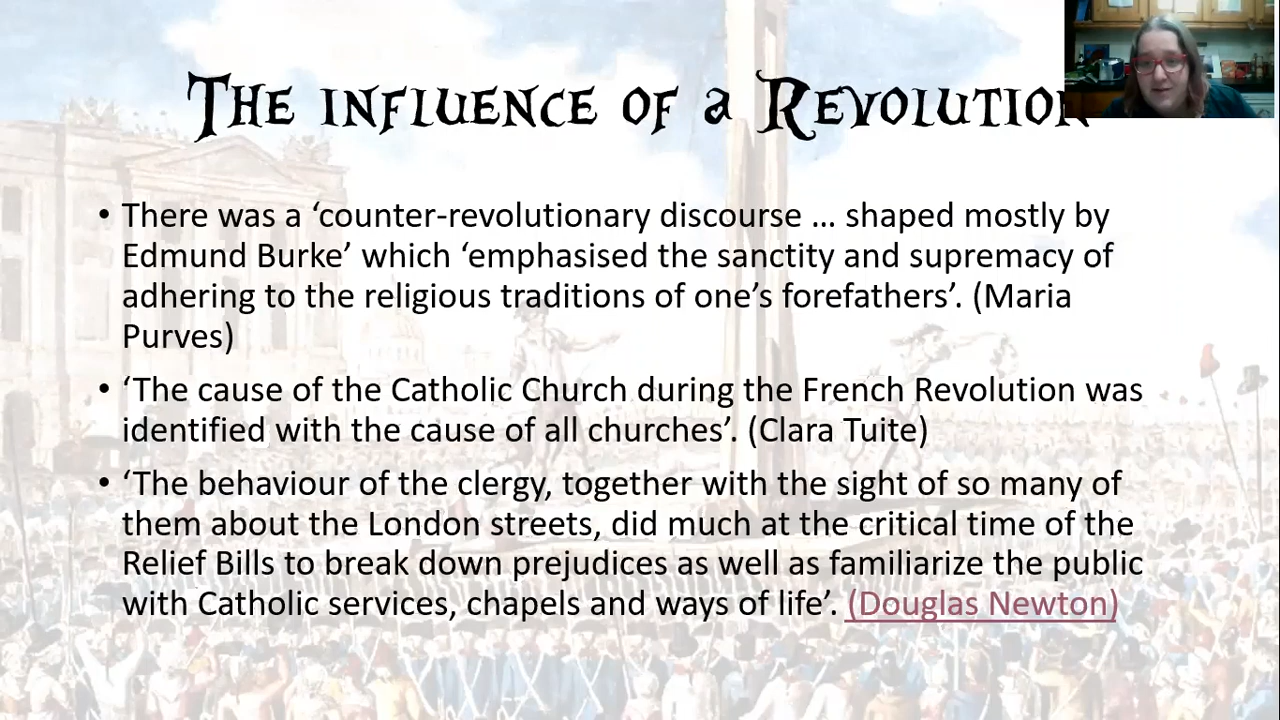 The influence of a Revolution
• There was a ‘counter-revolutionary discourse … shaped mostly by
Edmund Burke’ which ‘emphasised the sanctity and supremacy of
adhering to the religious traditions of one’s forefathers’. (Maria
Purves)
• ‘The cause of the Catholic Church during the French Revolution was
identified with the cause of all churches’. (Clara Tuite)
• ‘The behaviour of the clergy, together with the sight of so many of
them about the London streets, did much at the critical time of the
Relief Bills to break down prejudices as well as familiarize the public
with Catholic services, chapels and ways of life’. (Douglas Newton)